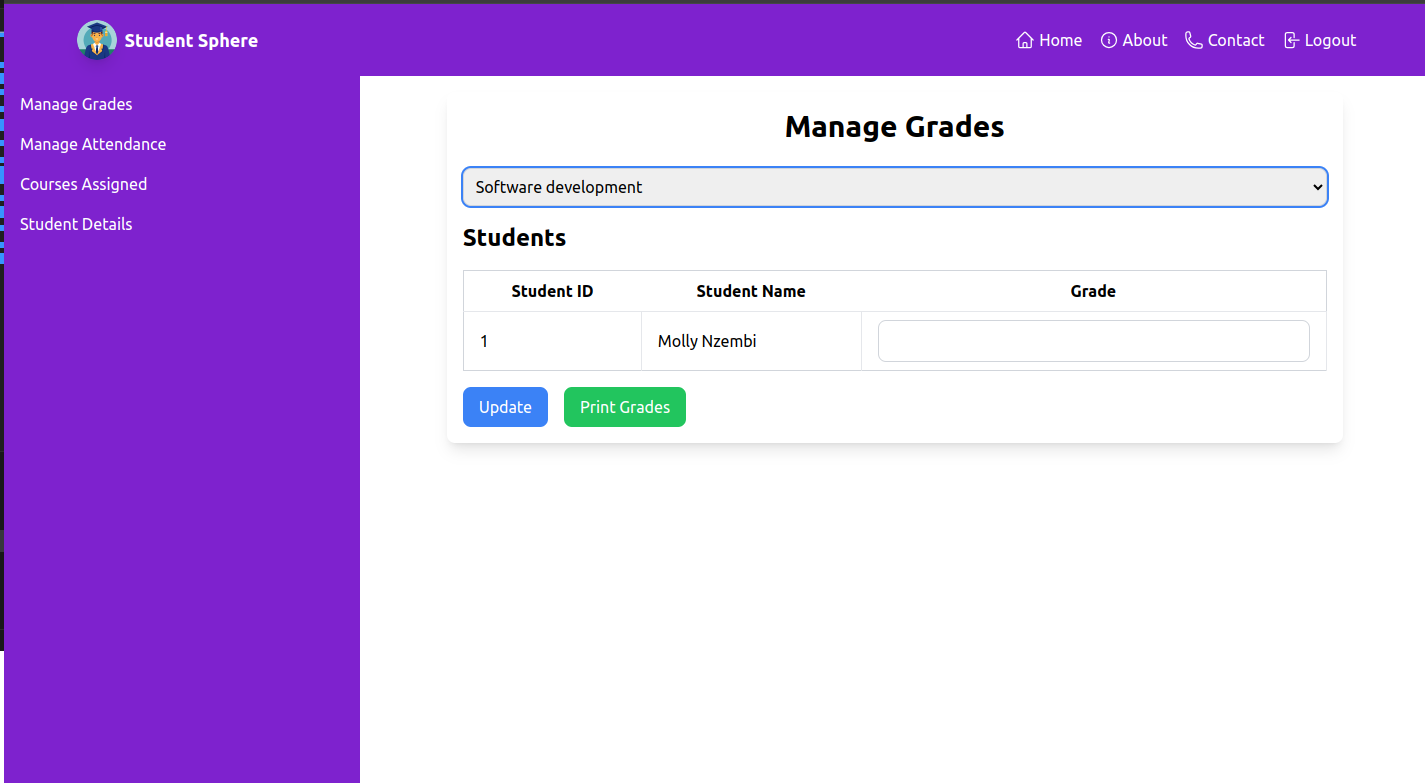 Student Sphere
Home About Contact Logout
Manage Grades
Manage Attendance
Courses Assigned
Student Details
Manage Grades
Software development
Students
Student ID Student Name Grade
1 Molly Nzembi
Update Print Grades